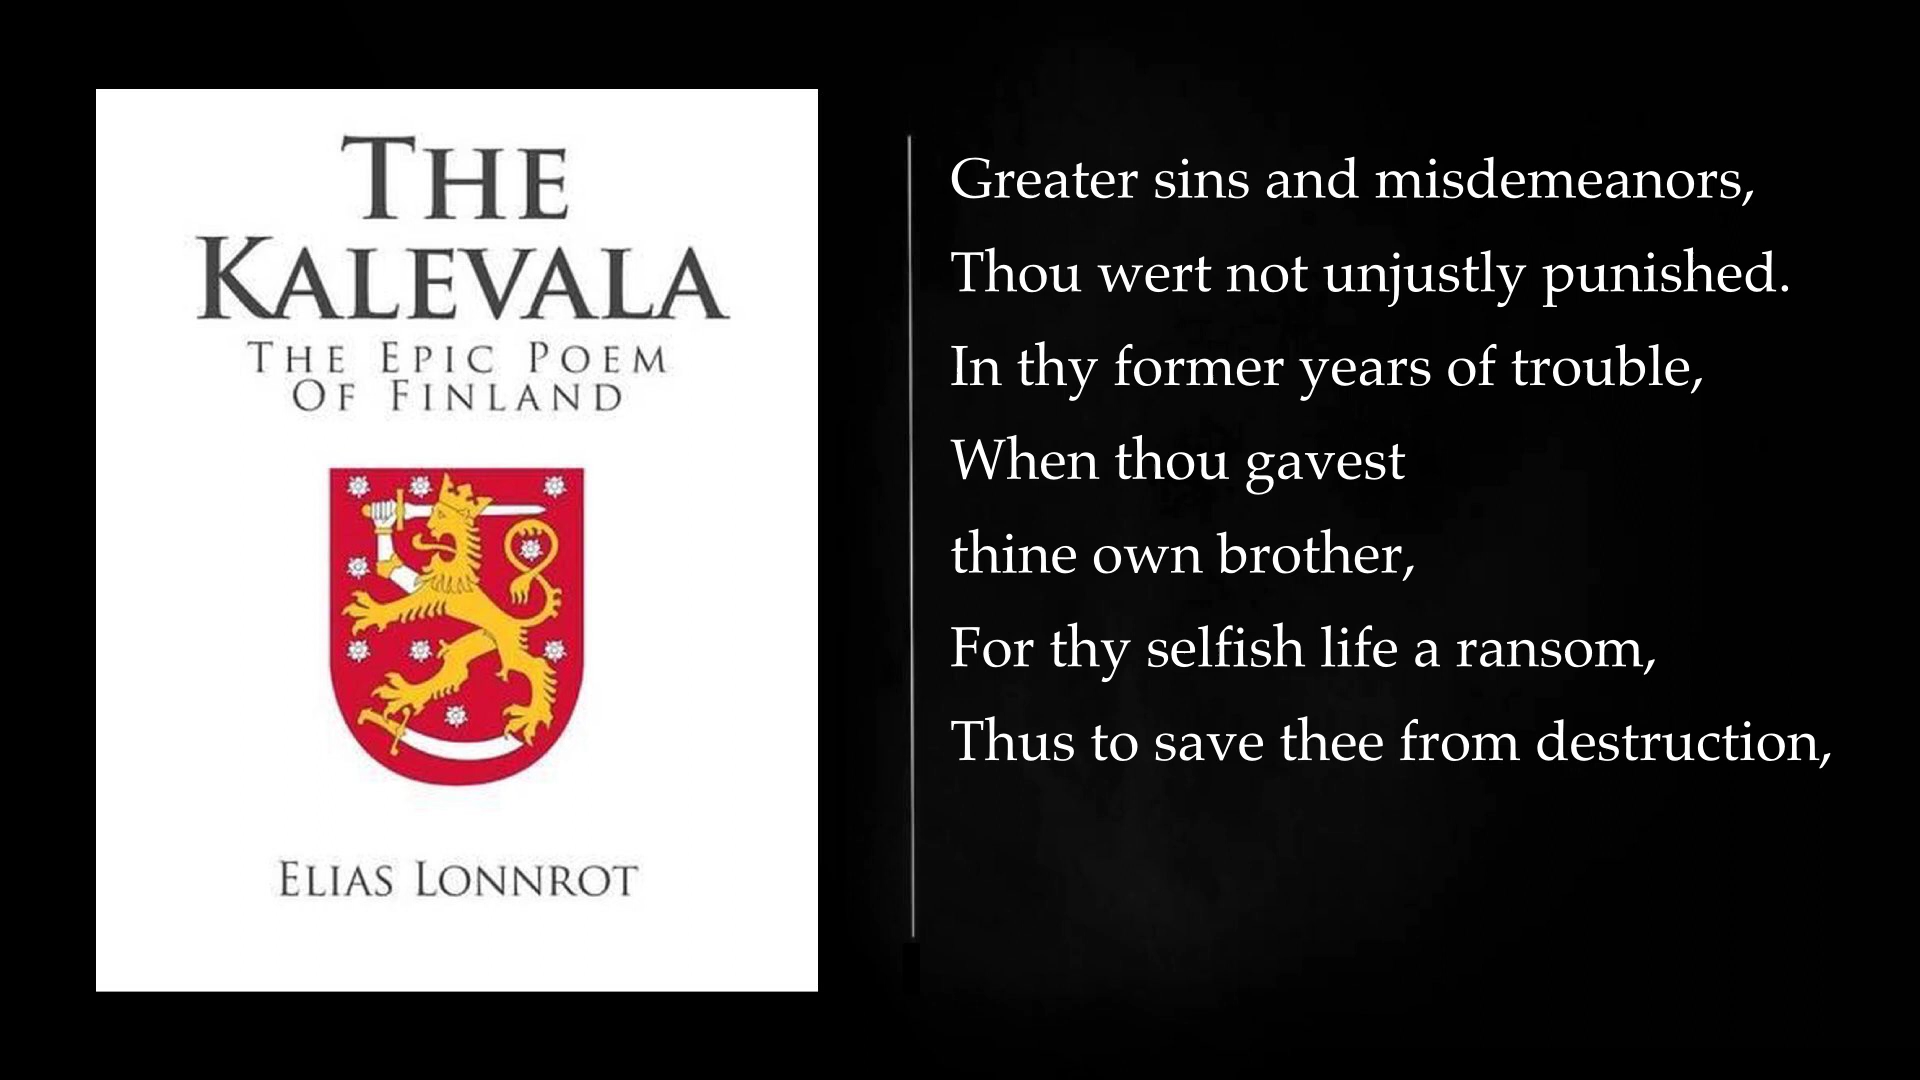 THE
KALEVALA
THE EPIC POEM
OF FINLAND
ELIAS LONNROT
Greater sins and misdemeanors,
Thou wert not unjustly punished.
In thy former years of trouble,
When thou gavest
thine own brother,
For thy selfish life a ransom,
Thus to save thee from destruction,